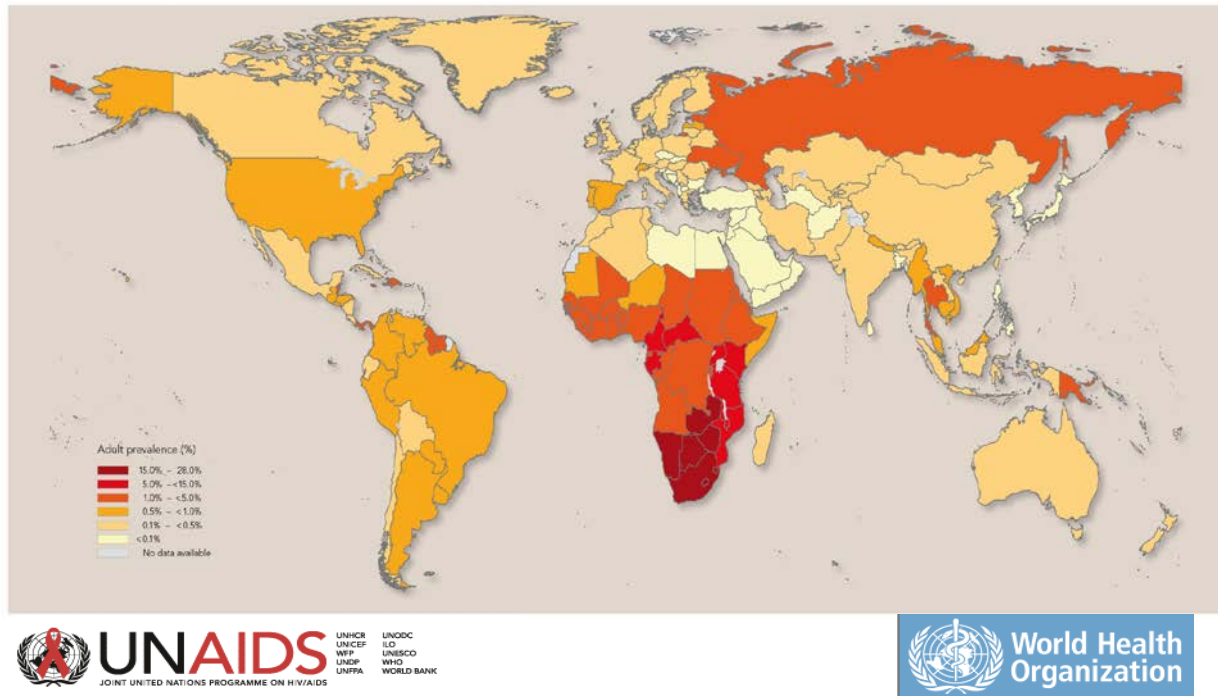 Adult prevalence (%)
15.0% – 28.0%
5.0% – <15.0%
1.0% – <5.0%
0.5% – <1.0%
0.1% – <0.5%
<0.1%
No data available
UNAIDS
JOINT UNITED NATIONS PROGRAMME ON HIV/AIDS
UNHCR UNODC
UNICEF ILO
WFP UNESCO
UNDP WHO
UNFPA WORLD BANK
World Health
Organization